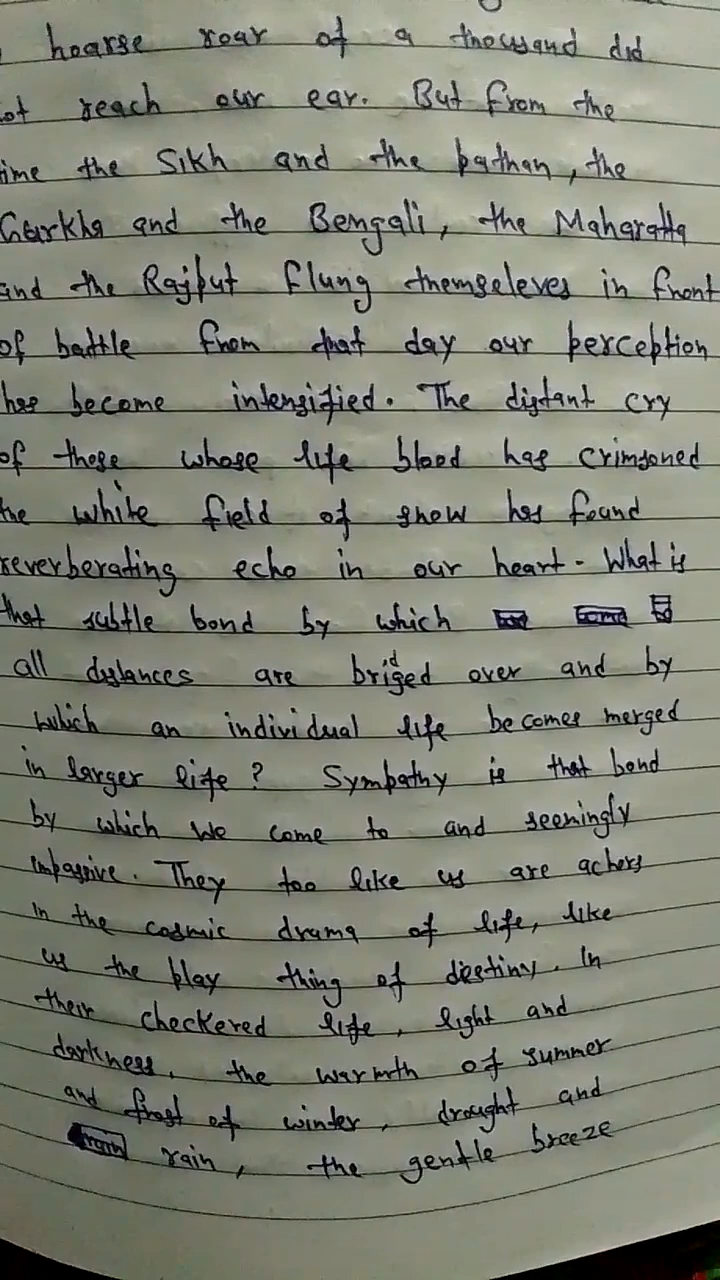 hoarse roar of a thousand did
ot reach our ear. But from the
ime the Sikh and the pathan, the
Gurkha and the Bengali, the Maharatta
and the Rajput flung themseleves in front
of battle from that day our perception
has become intensified. The distant cry
of those whose life blood has crimsoned
the white field of snow has found
reverberating echo in our heart. What is
that subtle bond by which
all distances are bridged over and by
which an individual life becomes merged
in larger life? Sympathy is that bond
by which we come to and seeningly
impassive. They too like us are achers
in the cosmic drama of life, like
us the play thing of destiny. In
their checkered life, light and
darkness, the warmth of summer
and frost of winter, drought and
rain, the gentle breeze